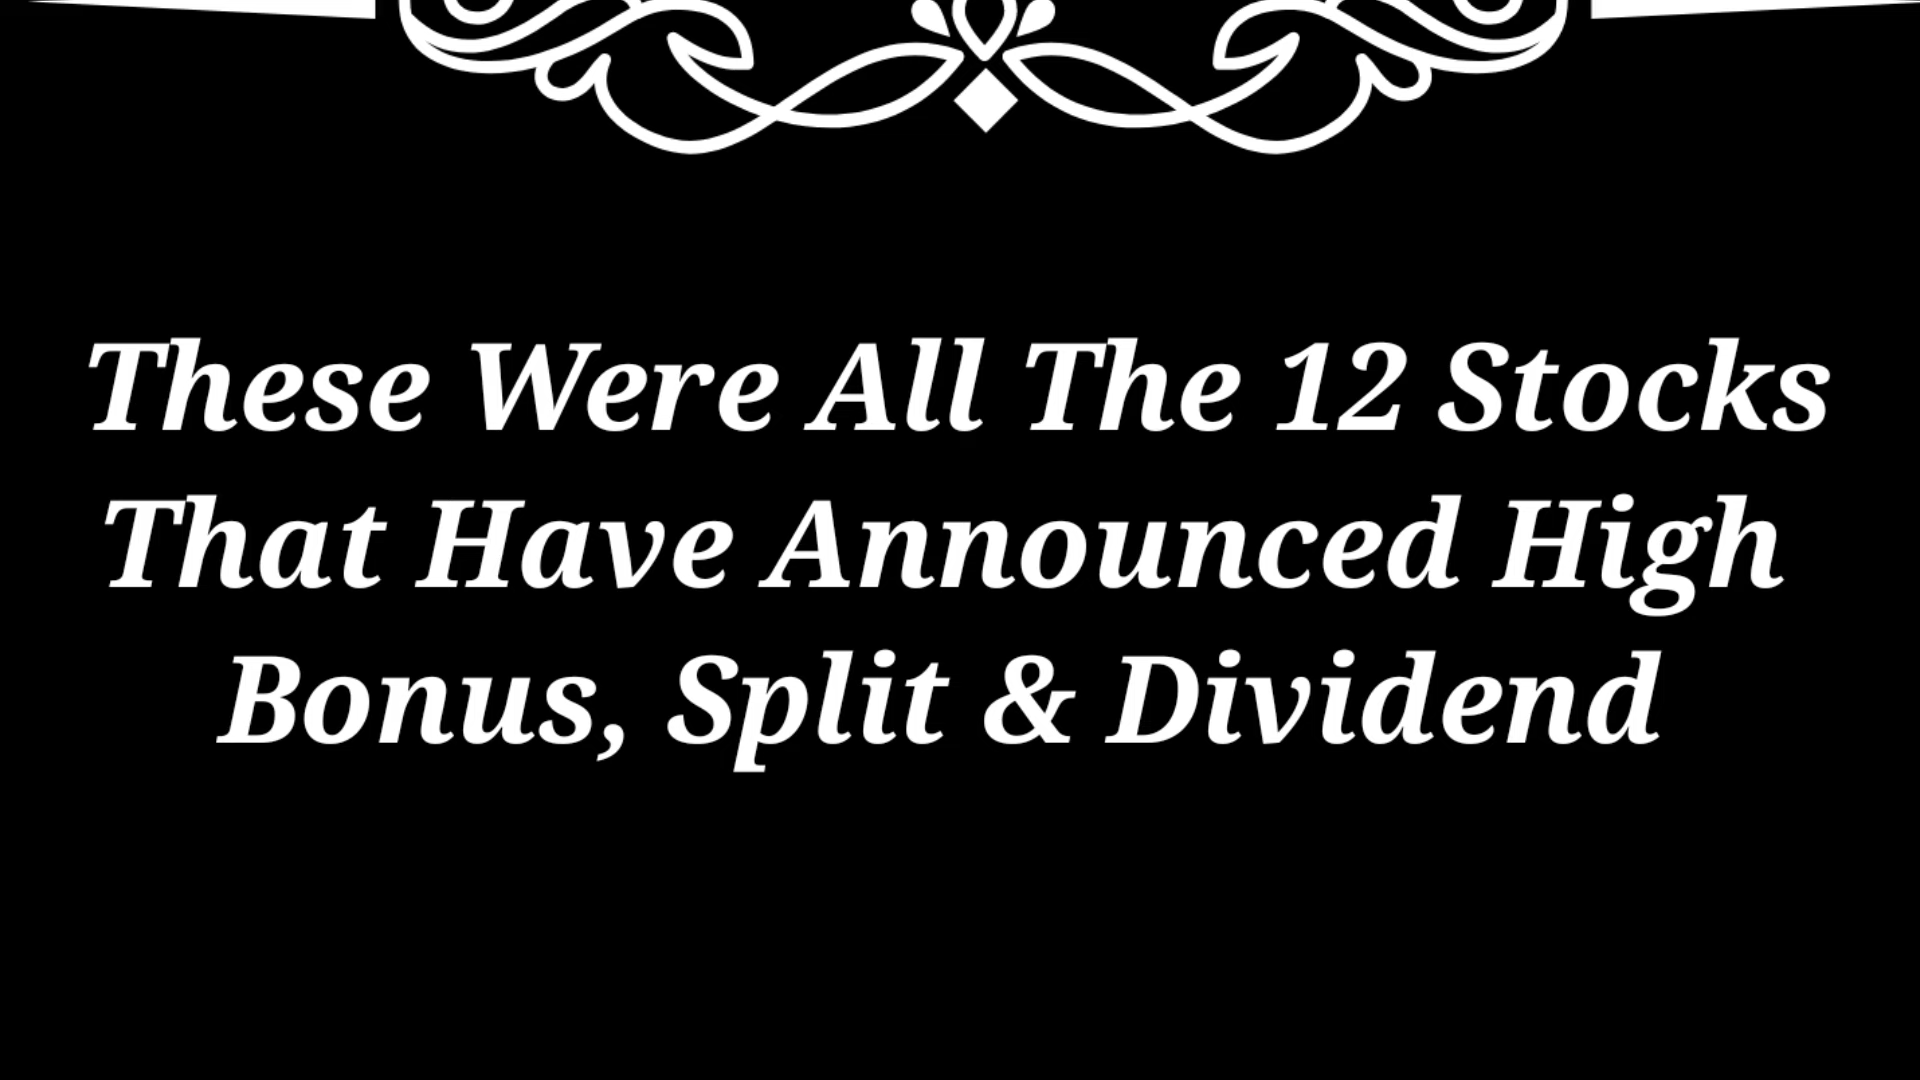 These Were All The 12 Stocks
That Have Announced High
Bonus, Split & Dividend